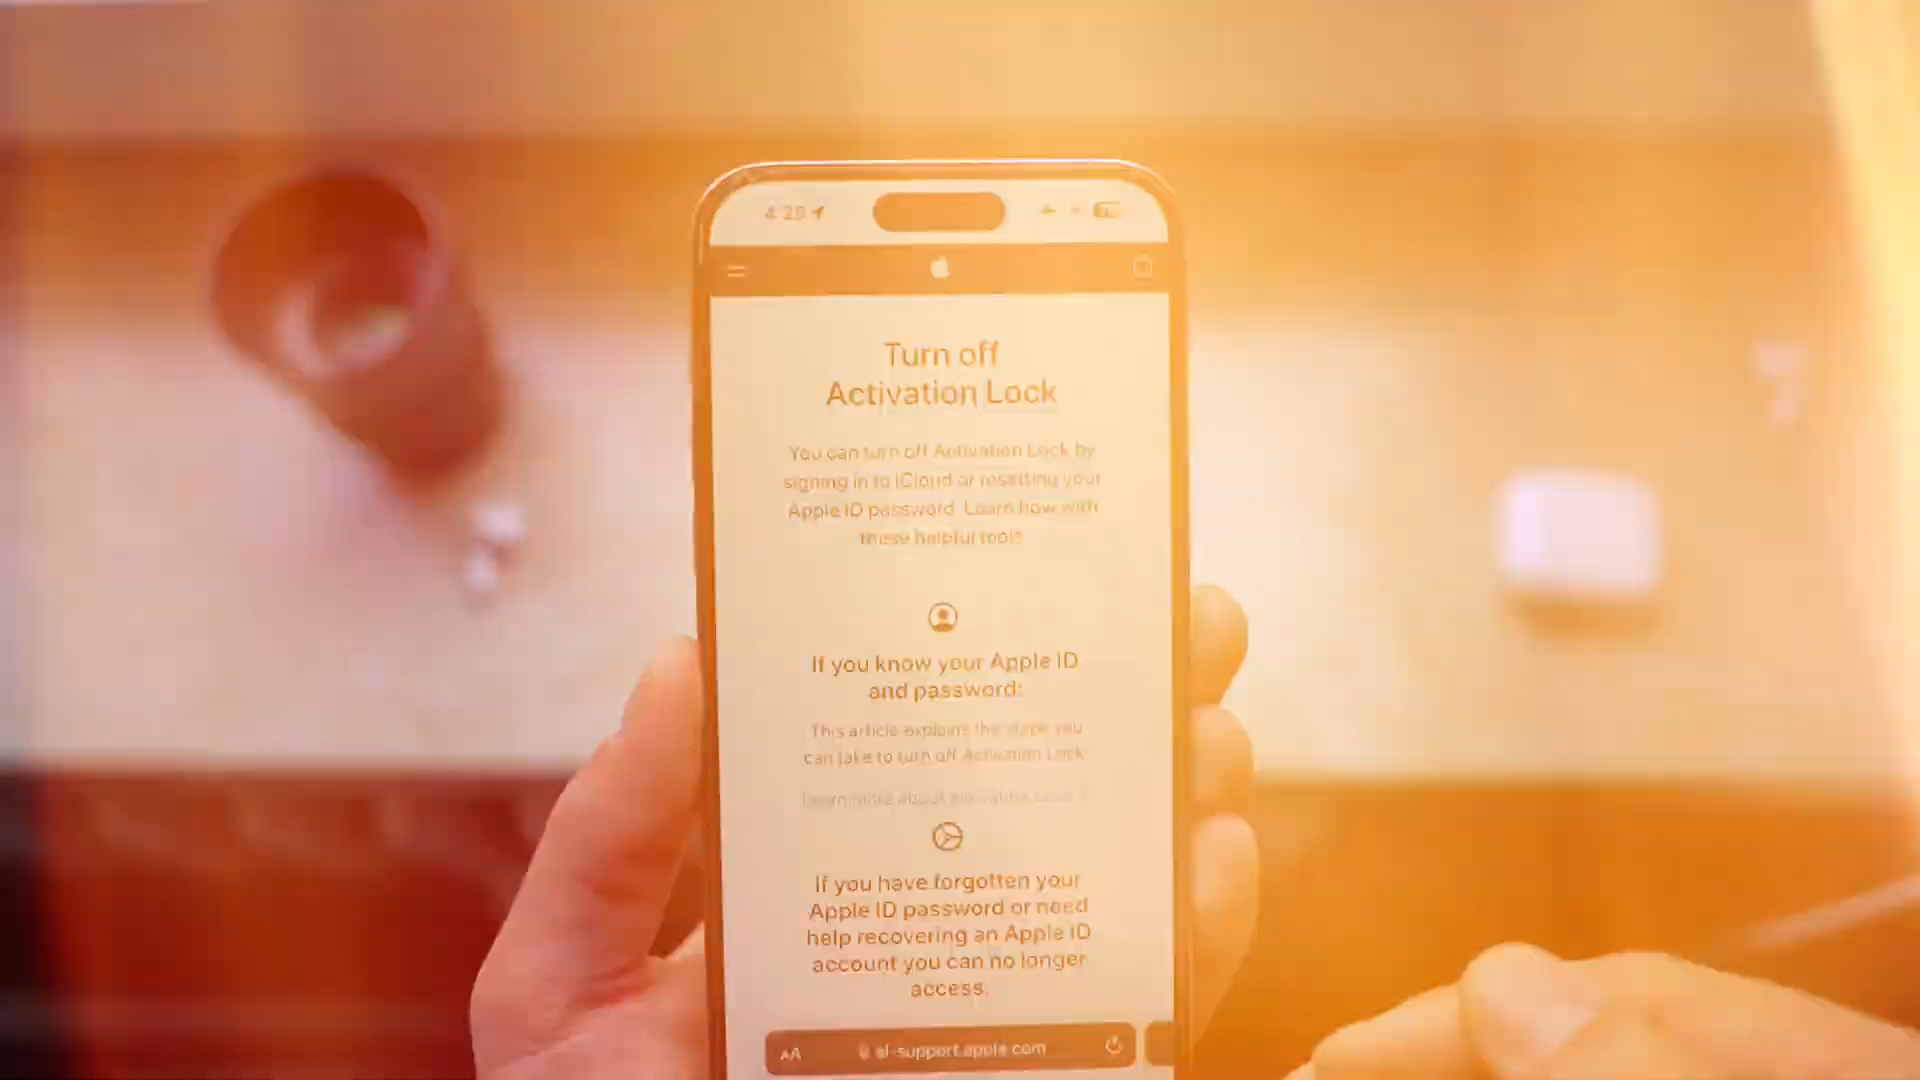 4:20
Turn off
Activation Lock
You can turn off Activation Lock by
signing in to iCloud or resetting your
Apple ID password. Learn how with
these helpful tools.
If you know your Apple ID
and password:
This article explains the steps you
can take to turn off Activation Lock
Learn more about Activation Lock
If you have forgotten your
Apple ID password or need
help recovering an Apple ID
account you can no longer
access.
AA al-support.apple.com